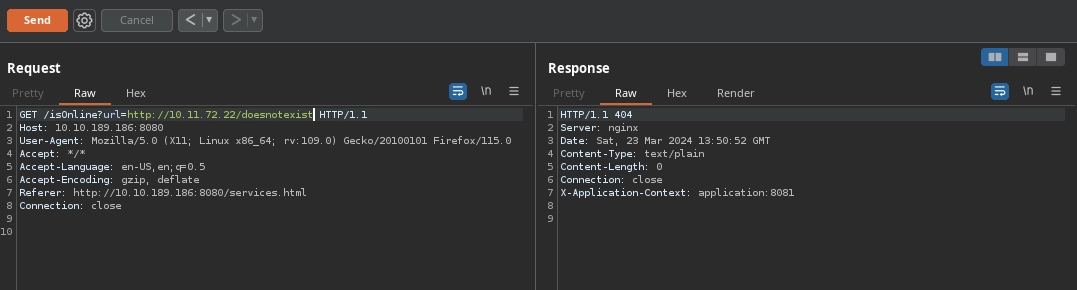 Send Cancel < >
Request
Pretty Raw Hex \n
1 GET /isOnline?url=http://10.11.72.22/doesnotexist HTTP/1.1
2 Host: 10.10.189.186:8080
3 User-Agent: Mozilla/5.0 (X11; Linux x86_64; rv:109.0) Gecko/20100101 Firefox/115.0
4 Accept: */*
5 Accept-Language: en-US,en;q=0.5
6 Accept-Encoding: gzip, deflate
7 Referer: http://10.10.189.186:8080/services.html
8 Connection: close
9
10
Response
Pretty Raw Hex Render \n
1 HTTP/1.1 404
2 Server: nginx
3 Date: Sat, 23 Mar 2024 13:50:52 GMT
4 Content-Type: text/plain
5 Content-Length: 0
6 Connection: close
7 X-Application-Context: application:8081
8
9